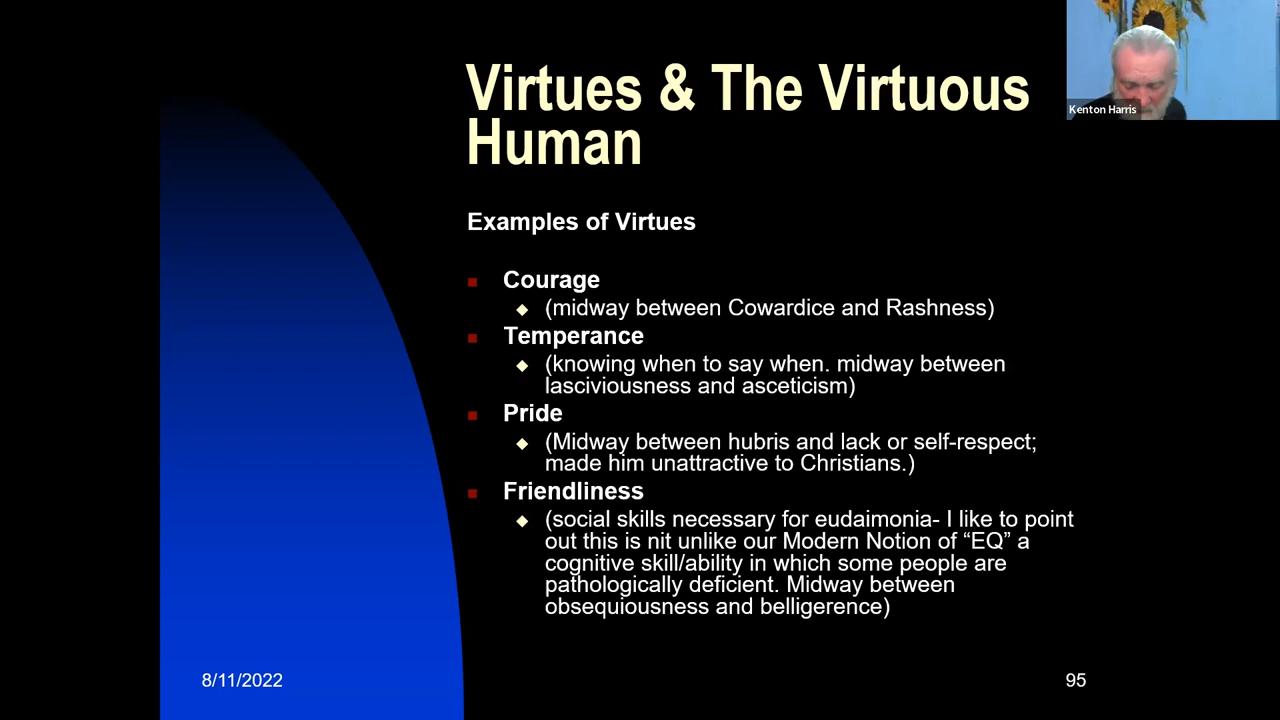 Virtues & The Virtuous
Human
Kenton Harris
Examples of Virtues
Courage
(midway between Cowardice and Rashness)
Temperance
(knowing when to say when. midway between
lasciviousness and asceticism)
Pride
(Midway between hubris and lack or self-respect;
made him unattractive to Christians.)
Friendliness
(social skills necessary for eudaimonia- I like to point
out this is nit unlike our Modern Notion of “EQ” a
cognitive skill/ability in which some people are
pathologically deficient. Midway between
obsequiousness and belligerence)
8/11/2022
95